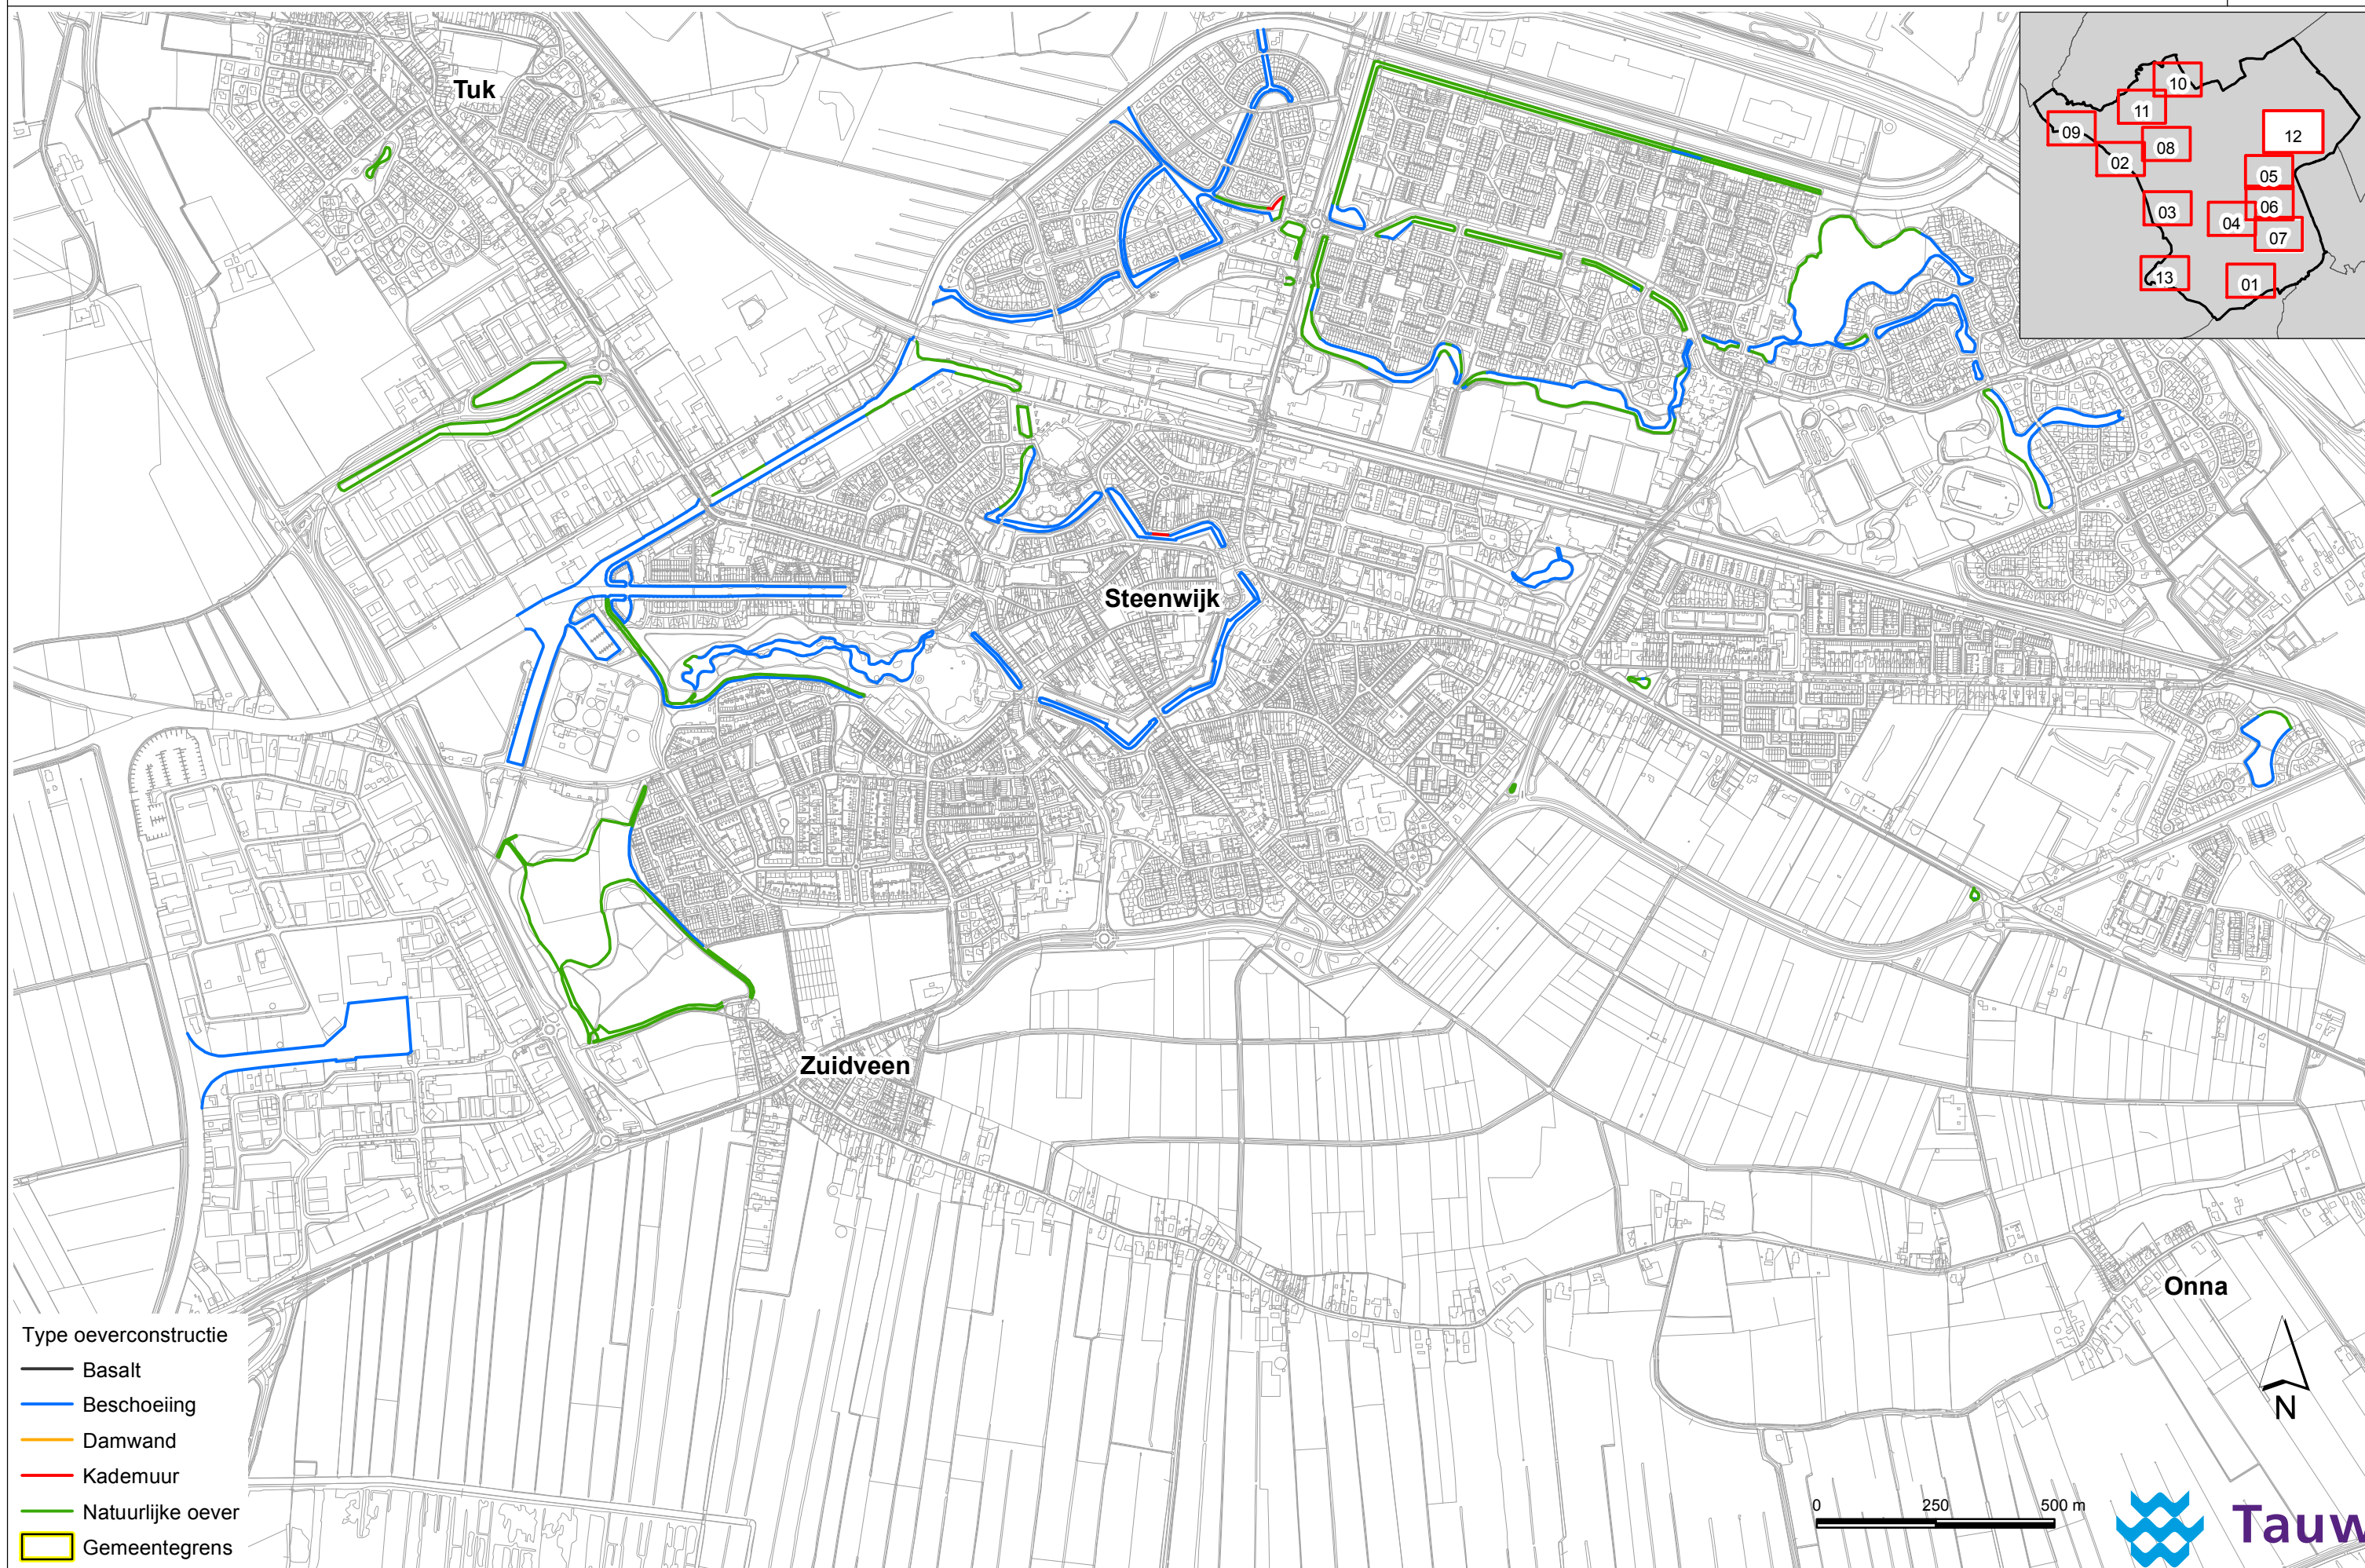 Tuk
10
11
09
12
08
02
05
03
06
04
07
13
01
Steenwijk
Zuidveen
Onna
N
Type oeverconstructie
Basalt
Beschoeiing
Damwand
Kademuur
Natuurlijke oever
Gemeentegrens
0 250 500 m
Tauw